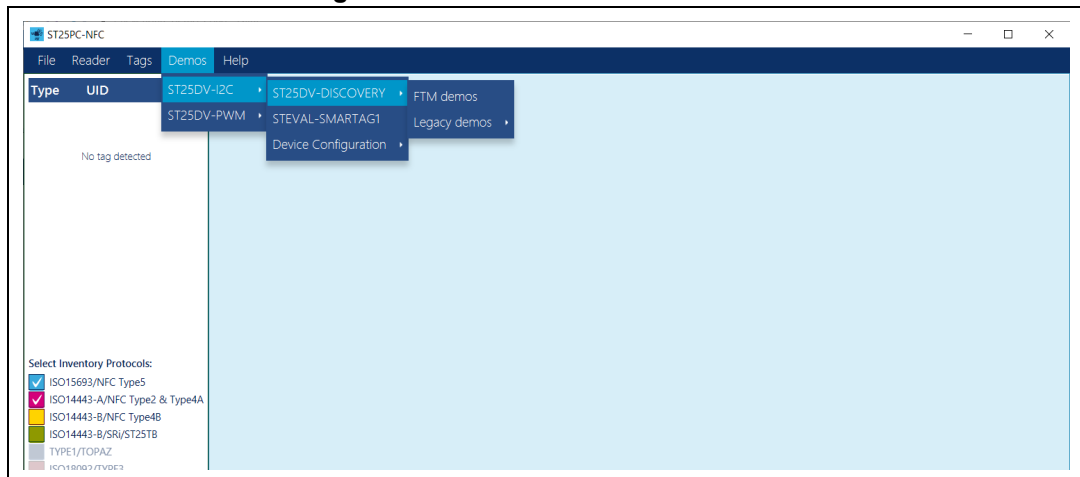 ST25PC-NFC
File Reader Tags Demos Help
Type UID
ST25DV-I2C
ST25DV-PWM
ST25DV-DISCOVERY
STEVAL-SMARTAG1
Device Configuration
FTM demos
Legacy demos
No tag detected
Select Inventory Protocols:
ISO15693/NFC Type5
ISO14443-A/NFC Type2 & Type4A
ISO14443-B/NFC Type4B
ISO14443-B/SRi/ST25TB
TYPE1/TOPAZ
ISO18092/TYPE3